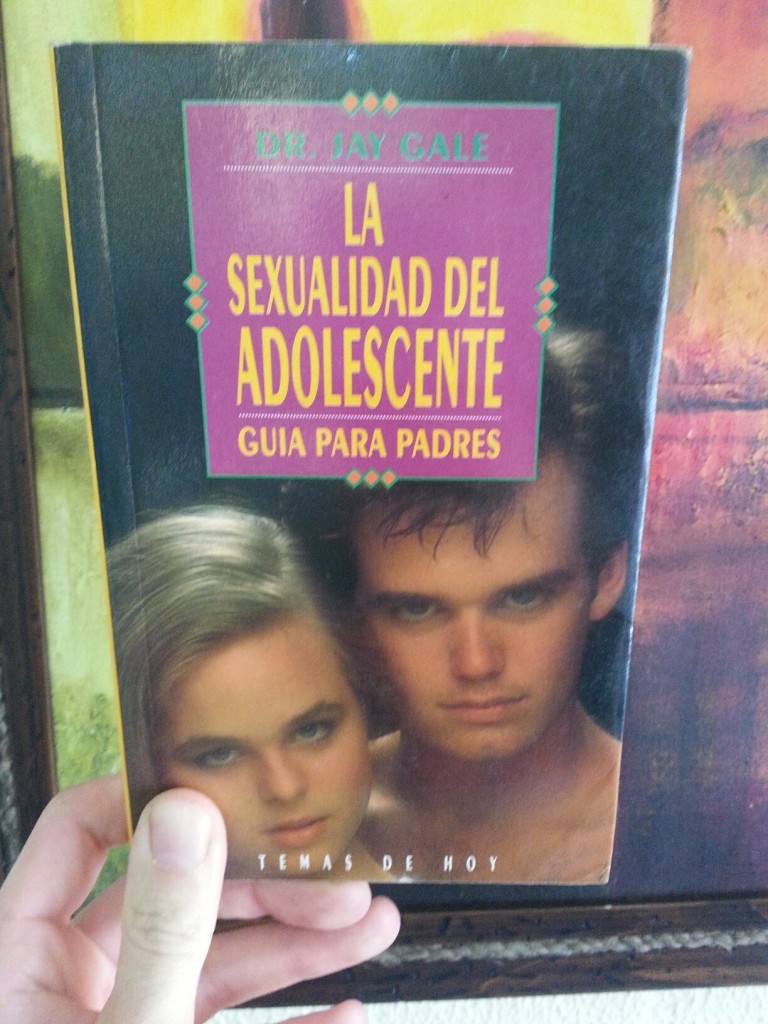 DR. JAY GALE
LA
SEXUALIDAD DEL
ADOLESCENTE
GUIA PARA PADRES
TEMAS DE HOY